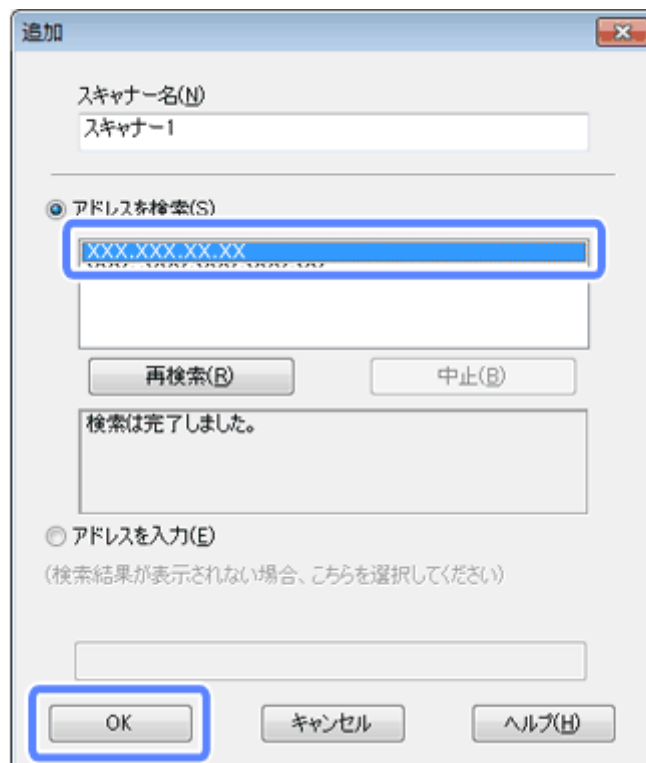 追加
スキャナー名(N)
スキャナー1
アドレスを検索(S)
XXX.XXX.XX.XX
再検索(R)
中止(B)
検索は完了しました。
アドレスを入力(E)
(検索結果が表示されない場合、こちらを選択してください)
OK
キャンセル
ヘルプ(H)